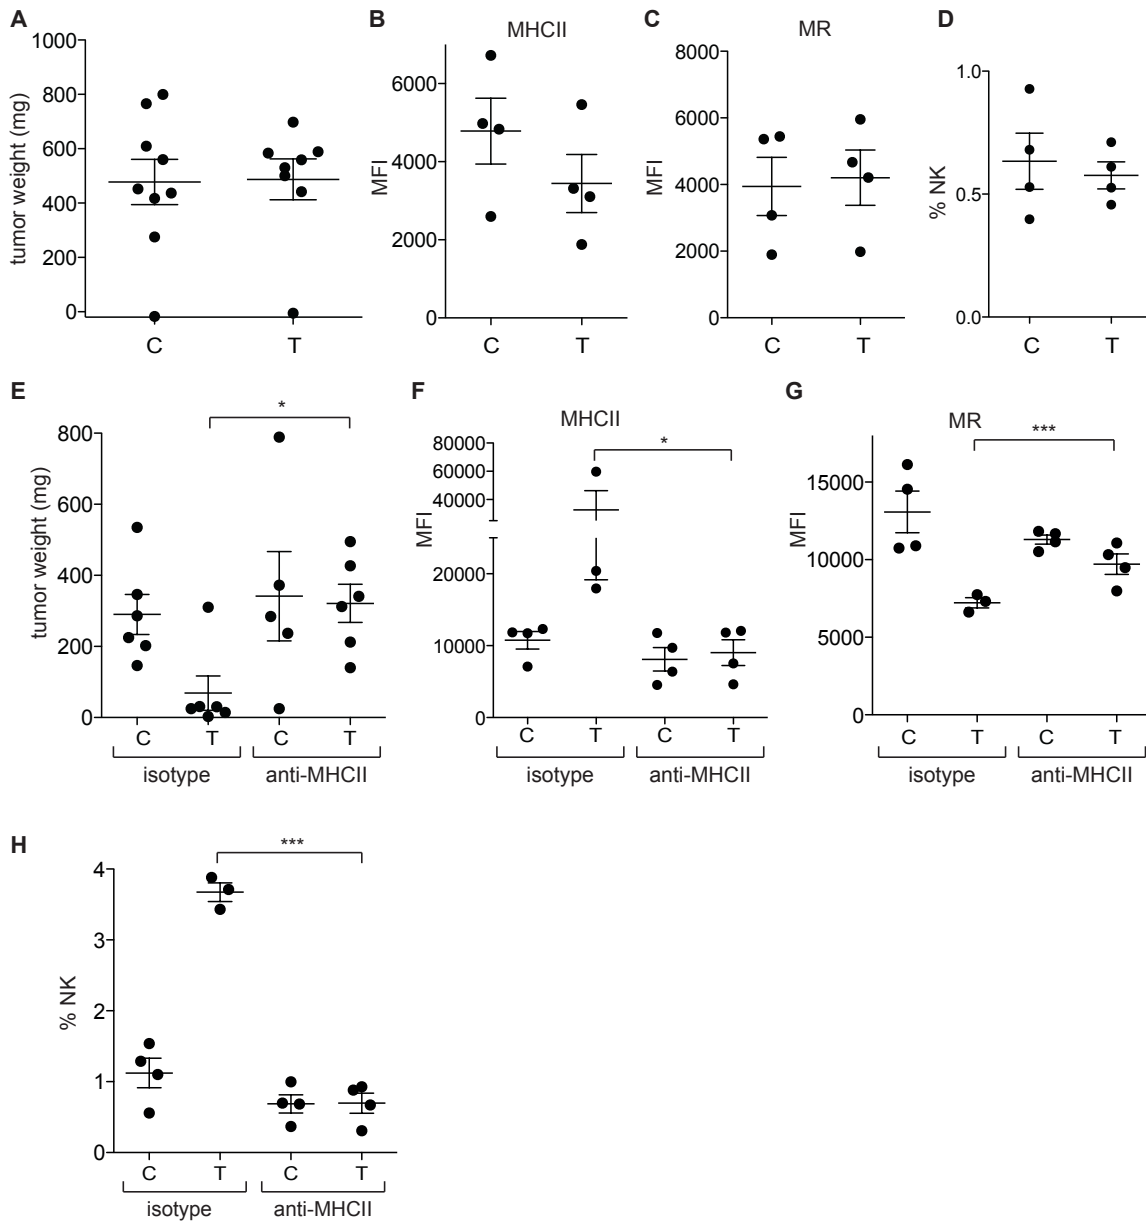 A
tumor weight (mg)
1000
800
600
400
200
0
C T
B
MHCII
MFI
6000
4000
2000
0
C T
C
MR
MFI
8000
6000
4000
2000
0
C T
D
% NK
1.0
0.5
0.0
C T
E
tumor weight (mg)
800
600
400
200
0
*
C T C T
isotype anti-MHCII
F
MHCII
MFI
80000
60000
40000
20000
10000
0
*
C T C T
isotype anti-MHCII
G
MR
MFI
15000
10000
5000
0
***
C T C T
isotype anti-MHCII
H
% NK
4
3
2
1
0
***
C T C T
isotype anti-MHCII